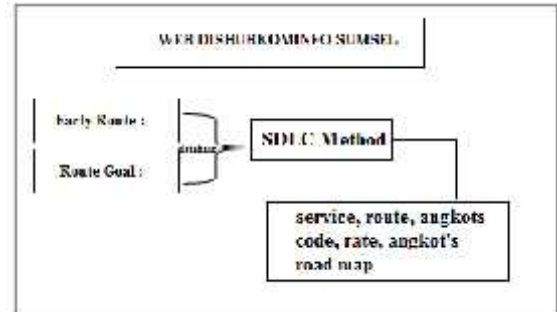 WEB DISHUBKOMINFO SUMSEL
Early Route :
Route Goal :
SDLC Method
service, route, angkots
code, rate, angkot's
road map